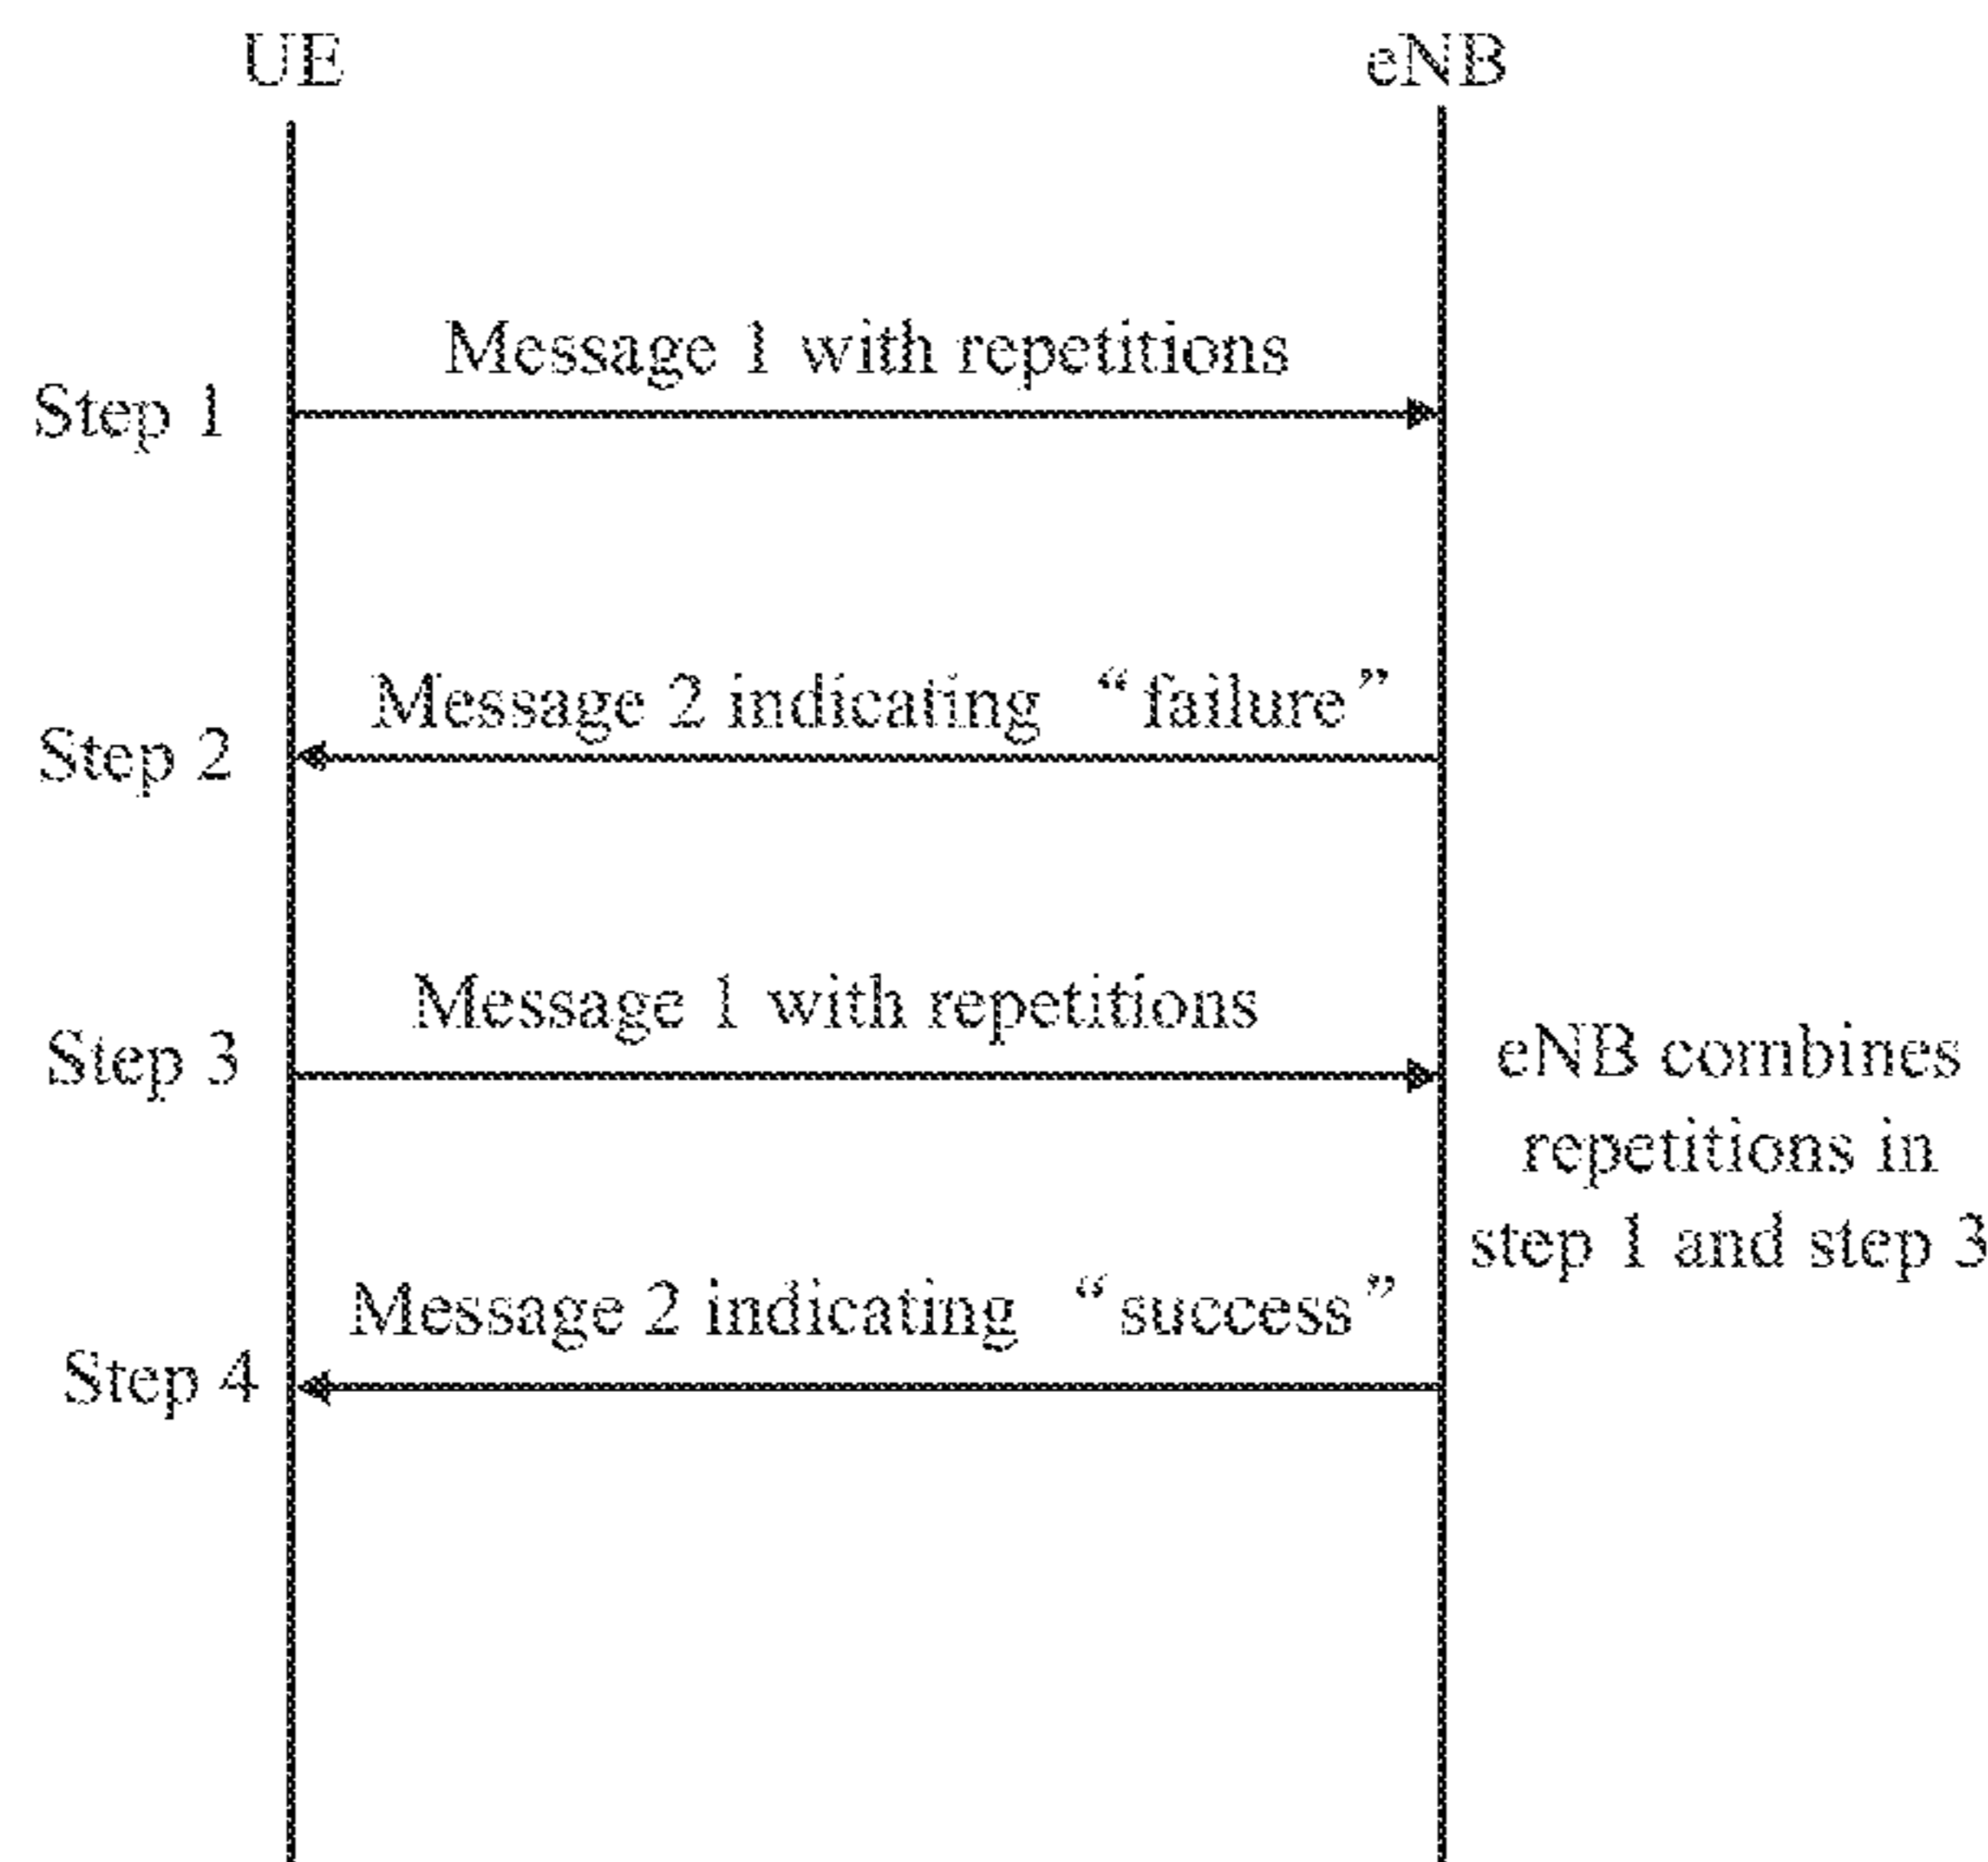 UE
eNB
Message 1 with repetitions
Step 1
Message 2 indicating “failure”
Step 2
Message 1 with repetitions
Step 3
eNB combines
repetitions in
step 1 and step 3
Message 2 indicating “success”
Step 4